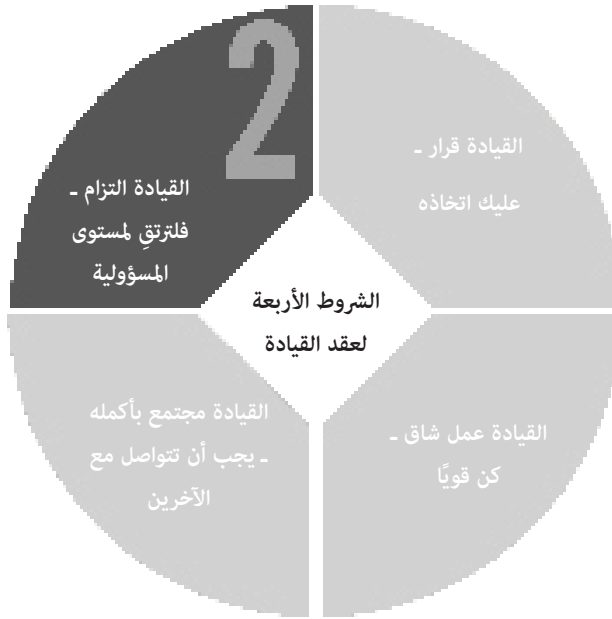 القيادة قرار ـ
عليك اتخاذه
2
القيادة التزام ـ
فلترتقِ لمستوى
المسؤولية
الشروط الأربعة
لعقد القيادة
القيادة عمل شاق ـ
كن قويًا
القيادة مجتمع بأكمله
ـ يجب أن تتواصل مع
الآخرين